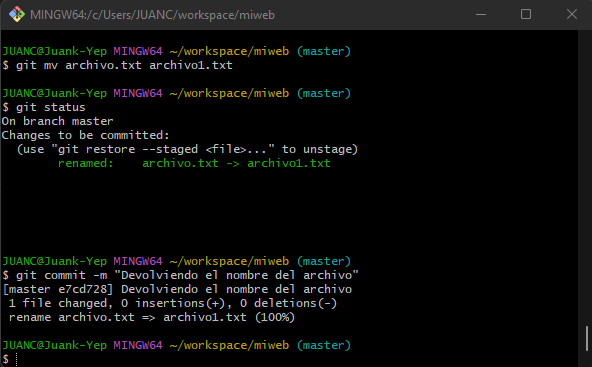 MINGW64:/c/Users/JUANC/workspace/miweb
JUANC@Juank-Yep MINGW64 ~/workspace/miweb (master)
$ git mv archivo.txt archivo1.txt
JUANC@Juank-Yep MINGW64 ~/workspace/miweb (master)
$ git status
On branch master
Changes to be committed:
  (use "git restore --staged <file>..." to unstage)
        renamed:    archivo.txt -> archivo1.txt
JUANC@Juank-Yep MINGW64 ~/workspace/miweb (master)
$ git commit -m "Devolviendo el nombre del archivo"
[master e7cd728] Devolviendo el nombre del archivo
 1 file changed, 0 insertions(+), 0 deletions(-)
 rename archivo.txt => archivo1.txt (100%)
JUANC@Juank-Yep MINGW64 ~/workspace/miweb (master)
$